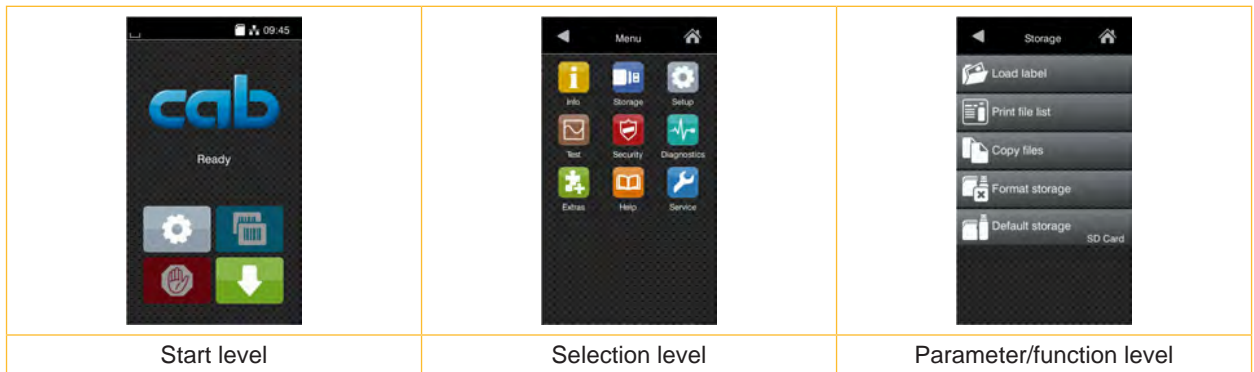 09:45
cab
Ready
Menu
Info Storage Setup
Test Security Diagnostics
Extras Help Service
Storage
Load label
Print file list
Copy files
Format storage
Default storage
SD Card
Start level
Selection level
Parameter/function level